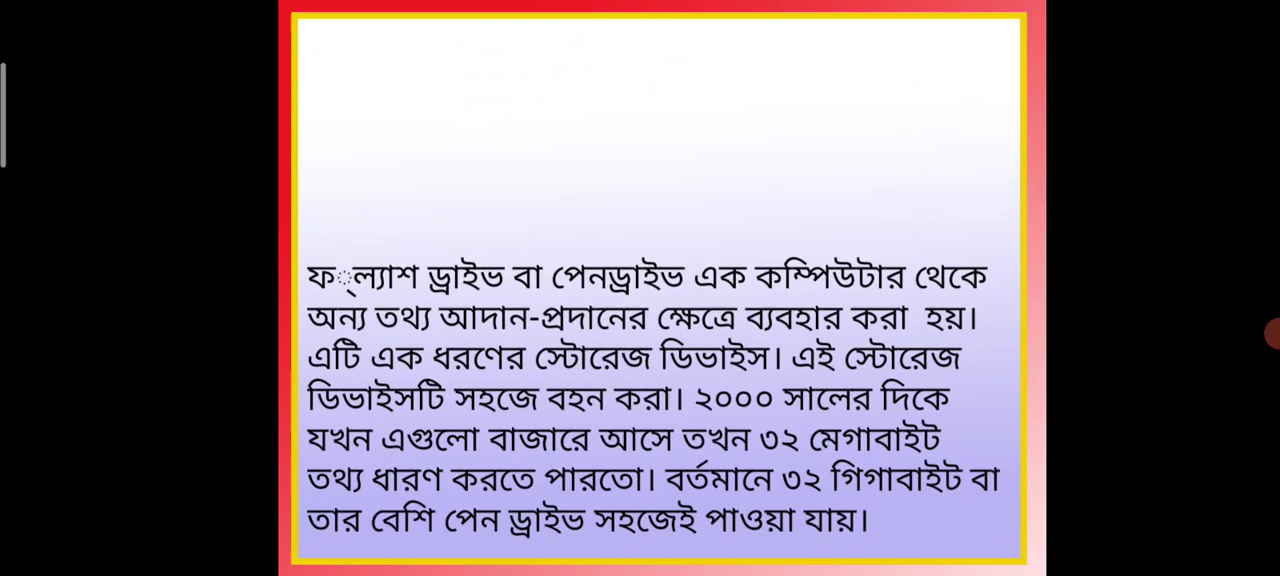 ফ্ল্যাশ ড্রাইভ বা পেনড্রাইভ এক কম্পিউটার থেকে
অন্য তথ্য আদান-প্রদানের ক্ষেত্রে ব্যবহার করা  হয়।
এটি এক ধরণের স্টোরেজ ডিভাইস। এই স্টোরেজ
ডিভাইসটি সহজে বহন করা। ২০০০ সালের দিকে
যখন এগুলো বাজারে আসে তখন ৩২ মেগাবাইট
তথ্য ধারণ করতে পারতো। বর্তমানে ৩২ গিগাবাইট বা
তার বেশি পেন ড্রাইভ সহজেই পাওয়া যায়।